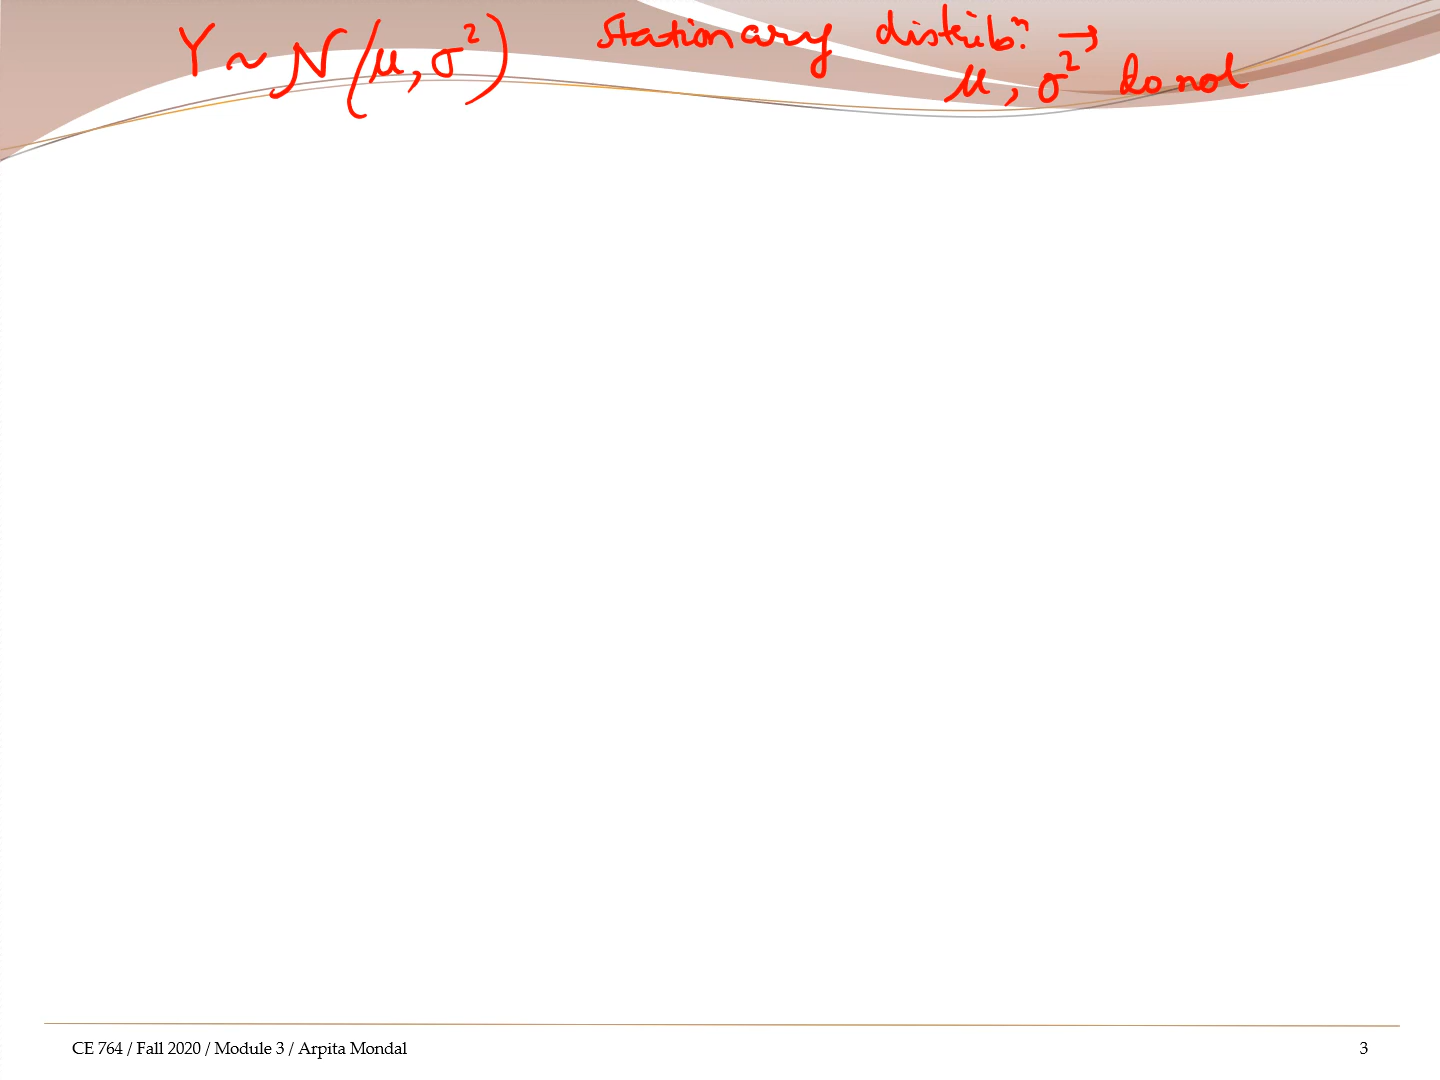 Y ~ N(μ, σ²) Stationary distribⁿ. →
μ, σ² do not
CE 764 / Fall 2020 / Module 3 / Arpita Mondal 3